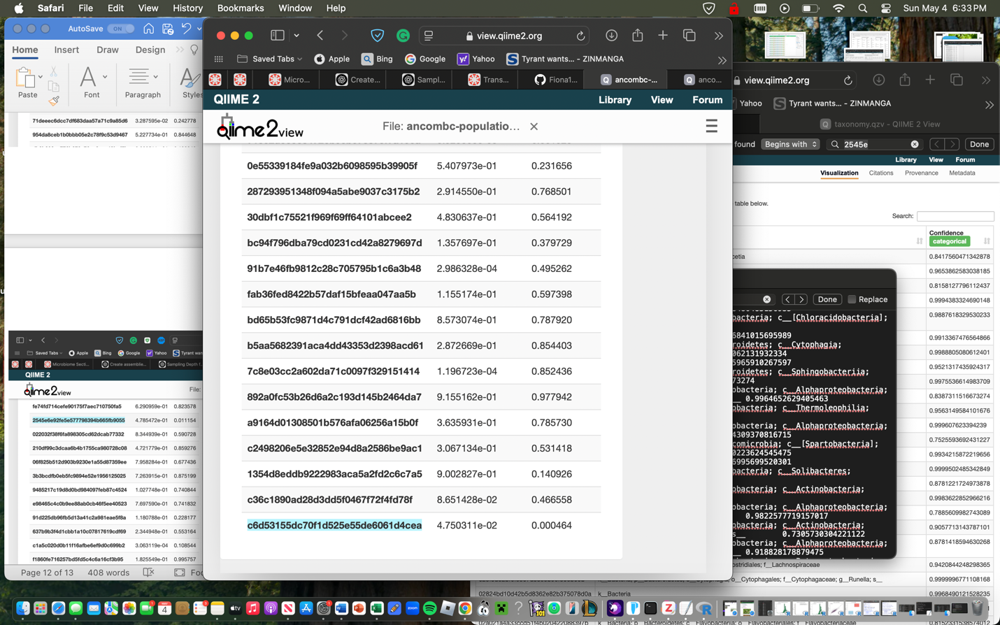 Safari File Edit View History Bookmarks Window Help
Sun May 4 6:33 PM
AutoSave ON
Home Insert Draw Design
Paste Font Paragraph Styles
71deeec6dcc7df683daa57a71c9a85d6 3.287595e-02 0.242778
954da8ceb1b0bbb05e2c78f9c53d9467 5.227734e-01 0.844648
view.qiime2.org
Saved Tabs Apple Bing Google Yahoo Tyrant wants... - ZINMANGA
Micro... Create... Sampl... Trans... Fiona1... ancombc-... anco...
QIIME 2 Library View Forum
qiime2view File: ancombc-populatio...
0e55339184fe9a032b6098595b39905f 5.407973e-01 0.231656
287293951348f094a5abe9037c3175b2 2.914550e-01 0.768501
30dbf1c75521f969f69ff64101abcee2 4.830637e-01 0.564192
bc94f796dba79cd0231cd42a8279697d 1.357697e-01 0.379729
91b7e46fb9812c28c705795b1c6a3b48 2.986328e-04 0.495262
fab36fed8422b57daf15bfeaa047aa5b 1.155174e-01 0.597398
bd65b53fc9871d4c791dcf42ad6816bb 8.573074e-01 0.787920
b5aa5682391aca4dd43353d2398acd61 2.872669e-01 0.854403
7c8e03cc2a602da71c0097f329151414 1.196723e-04 0.852436
892a0fc53b26d6a2c193d145b2464da7 9.155162e-01 0.977942
a9164d01308501b576afa06256a15b0f 3.635931e-01 0.785730
c2498206e5e32852e94d8a2586be9ac1 3.067134e-01 0.531418
1354d8eddb9222983aca5a2fd2c6c7a5 9.002827e-01 0.140926
c36c1890ad28d3dd5f0467f72f4fd78f 8.651428e-02 0.466558
c6d53155dc70f1d525e55de6061d4cea 4.750311e-02 0.000464
Saved Tabs Apple Bing Google Yahoo Tyrant wan
Microbiome Secti... Create assemblie... Sampling Depth f
QIIME 2
qiime2view File:
fe74fd714cefe90175f7aec710750fa5 6.290959e-01 0.823578
2545e6e92fe5e577798394b665fb9055 4.785472e-01 0.011154
022032f38f6fa898305cd62dcab77332 8.344939e-01 0.590728
210df99c3dcaa6b4b1755ca980728c08 4.721779e-01 0.859276
06f825b512d903b9230e1a55d87359ee 7.958284e-01 0.677436
3b3bcdfb0eb5fc9894e52e1956125025 7.263915e-01 0.875199
9485217c19d8d0bd984097feb87c4524 1.027748e-01 0.740844
e98465c4c0b9ee88ab0cb46f5ee40523 7.697590e-01 0.741832
91d225db96fb5d13a41c2a981eae5f8a 1.180788e-01 0.228177
637b9b3f4d1cbb1a10c07817619cdf69 2.344948e-01 0.553164
c1a5c020d0b11f16afbe6ef9d0c699b2 3.063119e-04 0.108544
f1860fe716257bd5fd5c4c6a16cf3b95 1.825549e-01 0.995757
Page 12 of 13 408 words Foc
view.qiime2.org
Yahoo Tyrant wants... - ZINMANGA
taxonomy.qzv - QIIME 2 View
found Begins with 2545e Done
Library View Forum
Visualization Citations Provenance Metadata
table below.
Search:
Confidence
categorical
cetia 0.8417560471342878
0.9653862583038185
0.8158127796112437
0.9994383324690148
0.9887618329530233
0.9913367476564866
0.9988805080612401
0.9521317435924317
0.9975536614983709
0.8387311516673274
0.9563149584101676
0.999607623394239
0.7525593692431227
0.9934215872219656
0.9999502485342849
0.8781221724973878
0.9983622852966216
0.7885609982743089
0.9057713143787101
0.8781418594630268
ostridiales; f__Lachnospiraceae 0.9420844248298365
Cytophagales; f__Cytophagaceae; g__Runella; s__ 0.9999996771108168
02824bd10d42b5d8362e82b375078d0a k__Bacteria 0.9968490121528235
Done Replace
bacteria; c__[Chloracidobacteria];
6841015695989
roidetes; c__Cytophagia;
062131932334
5965910267597
roidetes; c__Sphingobacteriia;
73274
obacteria; c__Alphaproteobacteria;
__ 0.9964652629405463
bacteria; c__Thermoleophilia;
obacteria; c__Alphaproteobacteria;
4309370816715
comicrobia; c__[Spartobacteria];
0223624545475
6995699520301
bacteria; c__Solibacteres;
obacteria; c__Actinobacteria;
obacteria; c__Alphaproteobacteria;
0.9822577719157017
obacteria; c__Actinobacteria;
s__ 0.7305730304221122
obacteria; c__Alphaproteobacteria;
__ 0.918828178879475